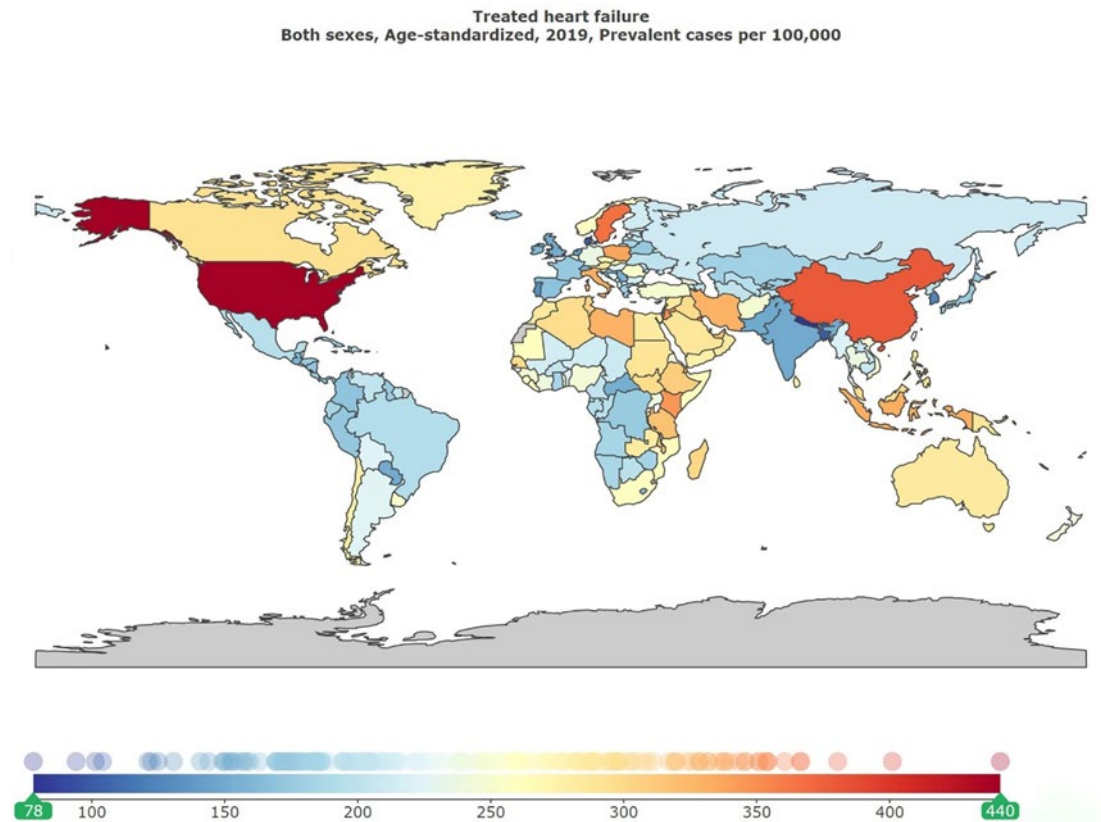 Treated heart failure
Both sexes, Age-standardized, 2019, Prevalent cases per 100,000
78 100 150 200 250 300 350 400 440